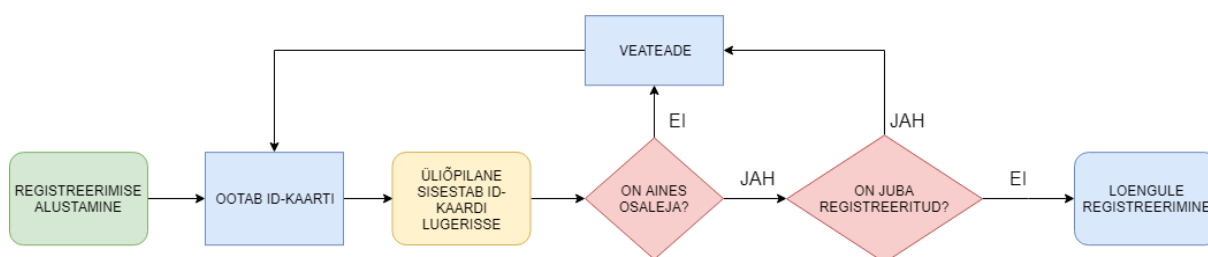 VEATEADE
EI
JAH
REGISTREERIMISE
ALUSTAMINE
OOTAB ID-KAARTI
ÜLIÕPILANE
SISESTAB ID-
KAARDI
LUGERISSE
ON AINES
OSALEJA?
JAH
ON JUBA
REGISTREERITUD?
EI
LOENGULE
REGISTREERIMINE